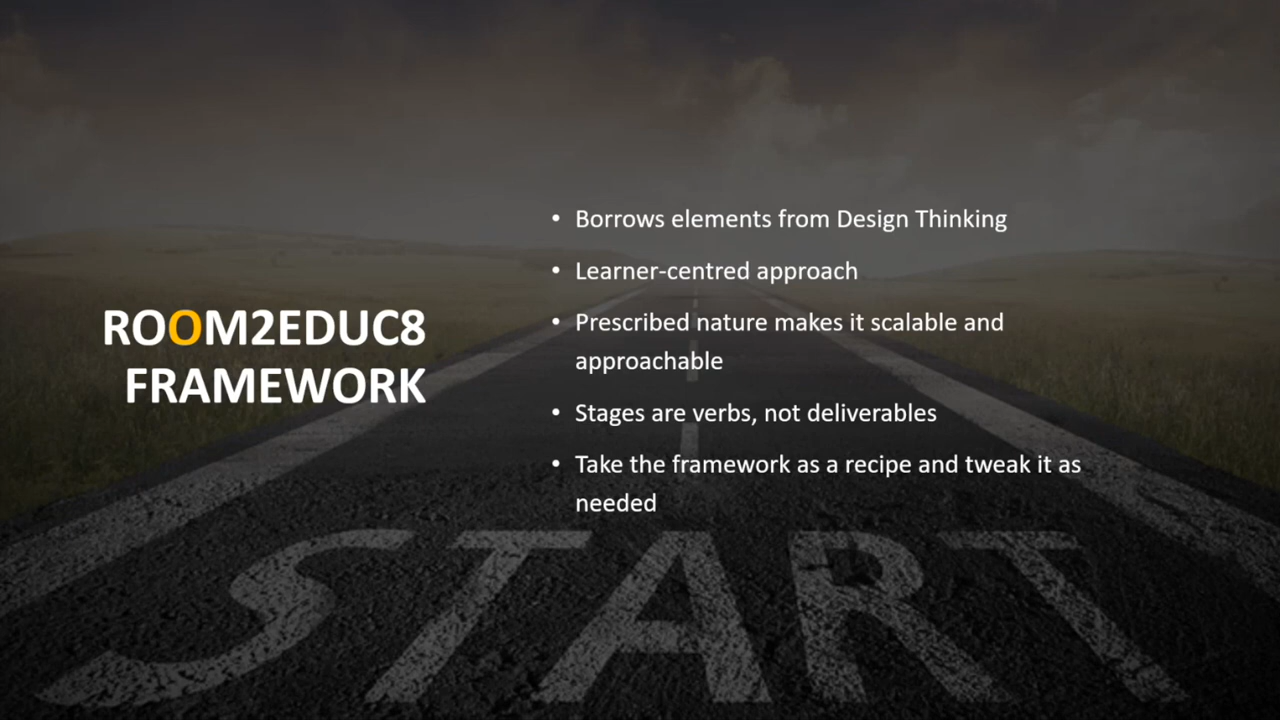 ROOM2EDUC8
FRAMEWORK
• Borrows elements from Design Thinking
• Learner-centred approach
• Prescribed nature makes it scalable and
approachable
• Stages are verbs, not deliverables
• Take the framework as a recipe and tweak it as
needed
START